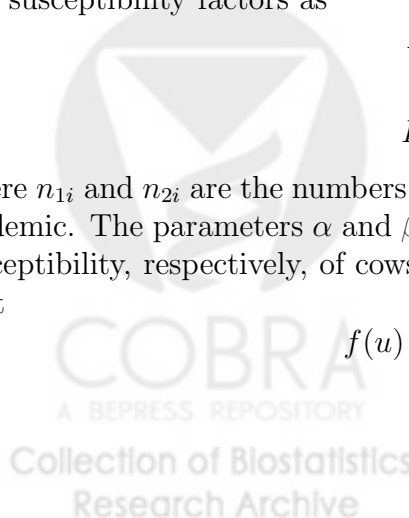 susceptibility factors as
ere n₁ᵢ and n₂ᵢ are the numbers
demic. The parameters α and β
ceptibility, respectively, of cows
f(u)
COBRA
A BEPRESS REPOSITORY
Collection of Biostatistics
Research Archive